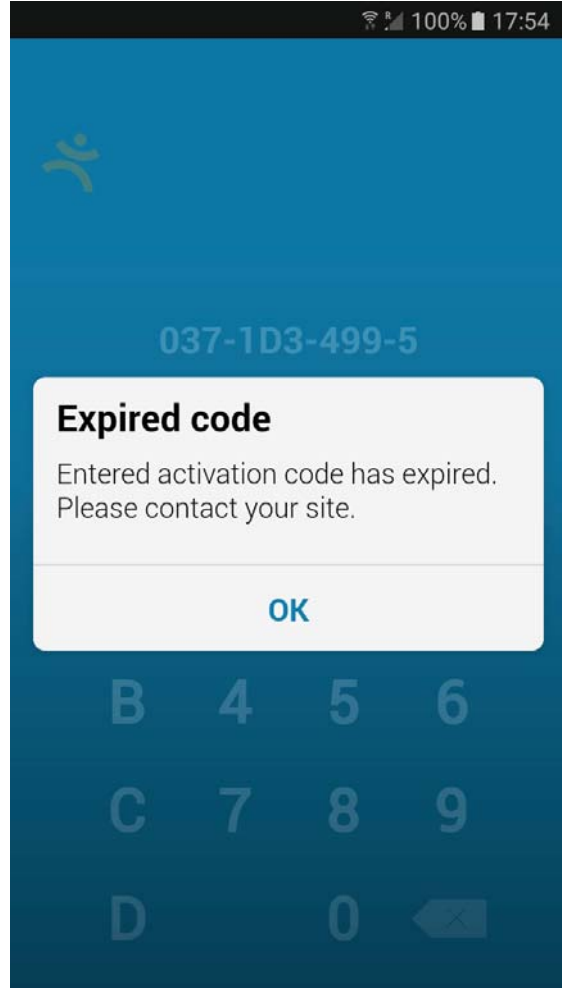 R 100% 17:54
037-1D3-499-5
Expired code
Entered activation code has expired.
Please contact your site.
OK
B 4 5 6
C 7 8 9
D 0